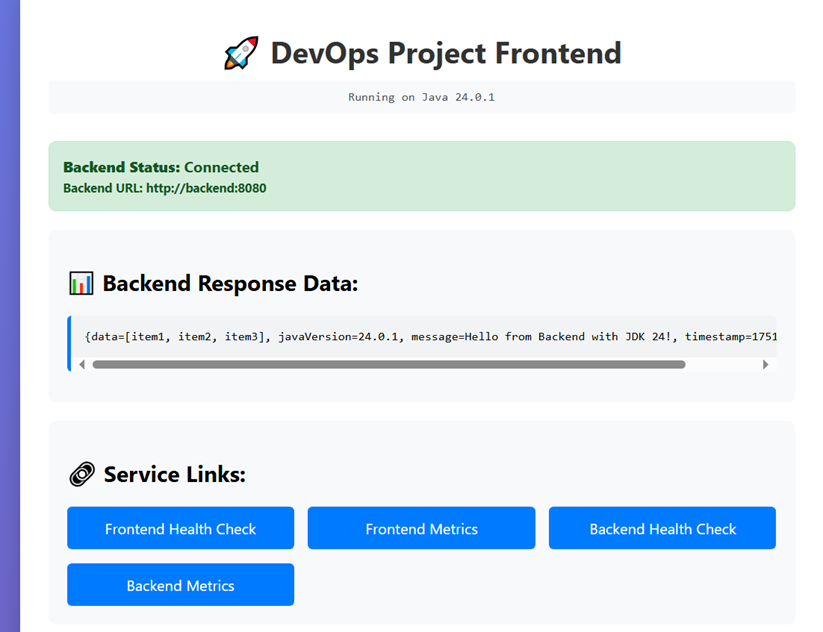 DevOps Project Frontend
Running on Java 24.0.1
Backend Status: Connected
Backend URL: http://backend:8080
Backend Response Data:
{data=[item1, item2, item3], javaVersion=24.0.1, message=Hello from Backend with JDK 24!, timestamp=1751
Service Links:
Frontend Health Check
Frontend Metrics
Backend Health Check
Backend Metrics